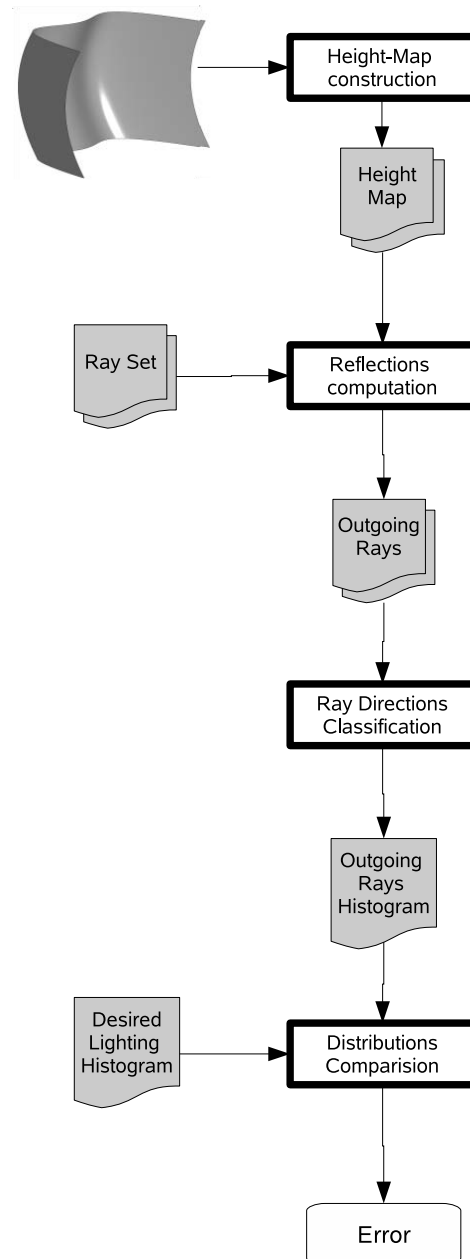 Height-Map
construction
Height
Map
Ray Set
Reflections
computation
Outgoing
Rays
Ray Directions
Classification
Outgoing
Rays
Histogram
Desired
Lighting
Histogram
Distributions
Comparision
Error